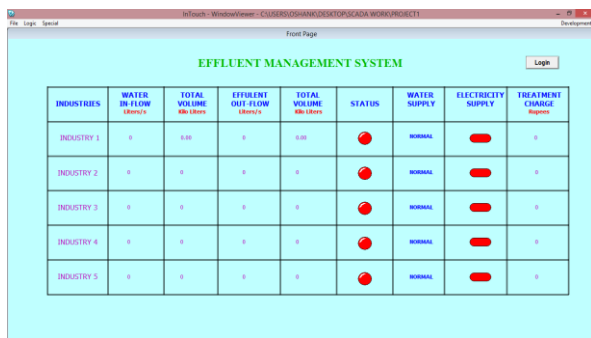 InTouch - WindowViewer - C:\USERS\OSHANK\DESKTOP\SCADA WORK\PROJECT1
File Logic Special Development
Front Page
EFFLUENT MANAGEMENT SYSTEM
Login
INDUSTRIES WATER IN-FLOW Liters/s TOTAL VOLUME Kilo Liters EFFULENT OUT-FLOW Liters/s TOTAL VOLUME Kilo Liters STATUS WATER SUPPLY ELECTRICITY SUPPLY TREATMENT CHARGE Rupees
INDUSTRY 1 0 0.00 0 0.00 NORMAL 0
INDUSTRY 2 0 0 0 0 NORMAL 0
INDUSTRY 3 0 0 0 0 NORMAL 0
INDUSTRY 4 0 0 0 0 NORMAL 0
INDUSTRY 5 0 0 0 0 NORMAL 0